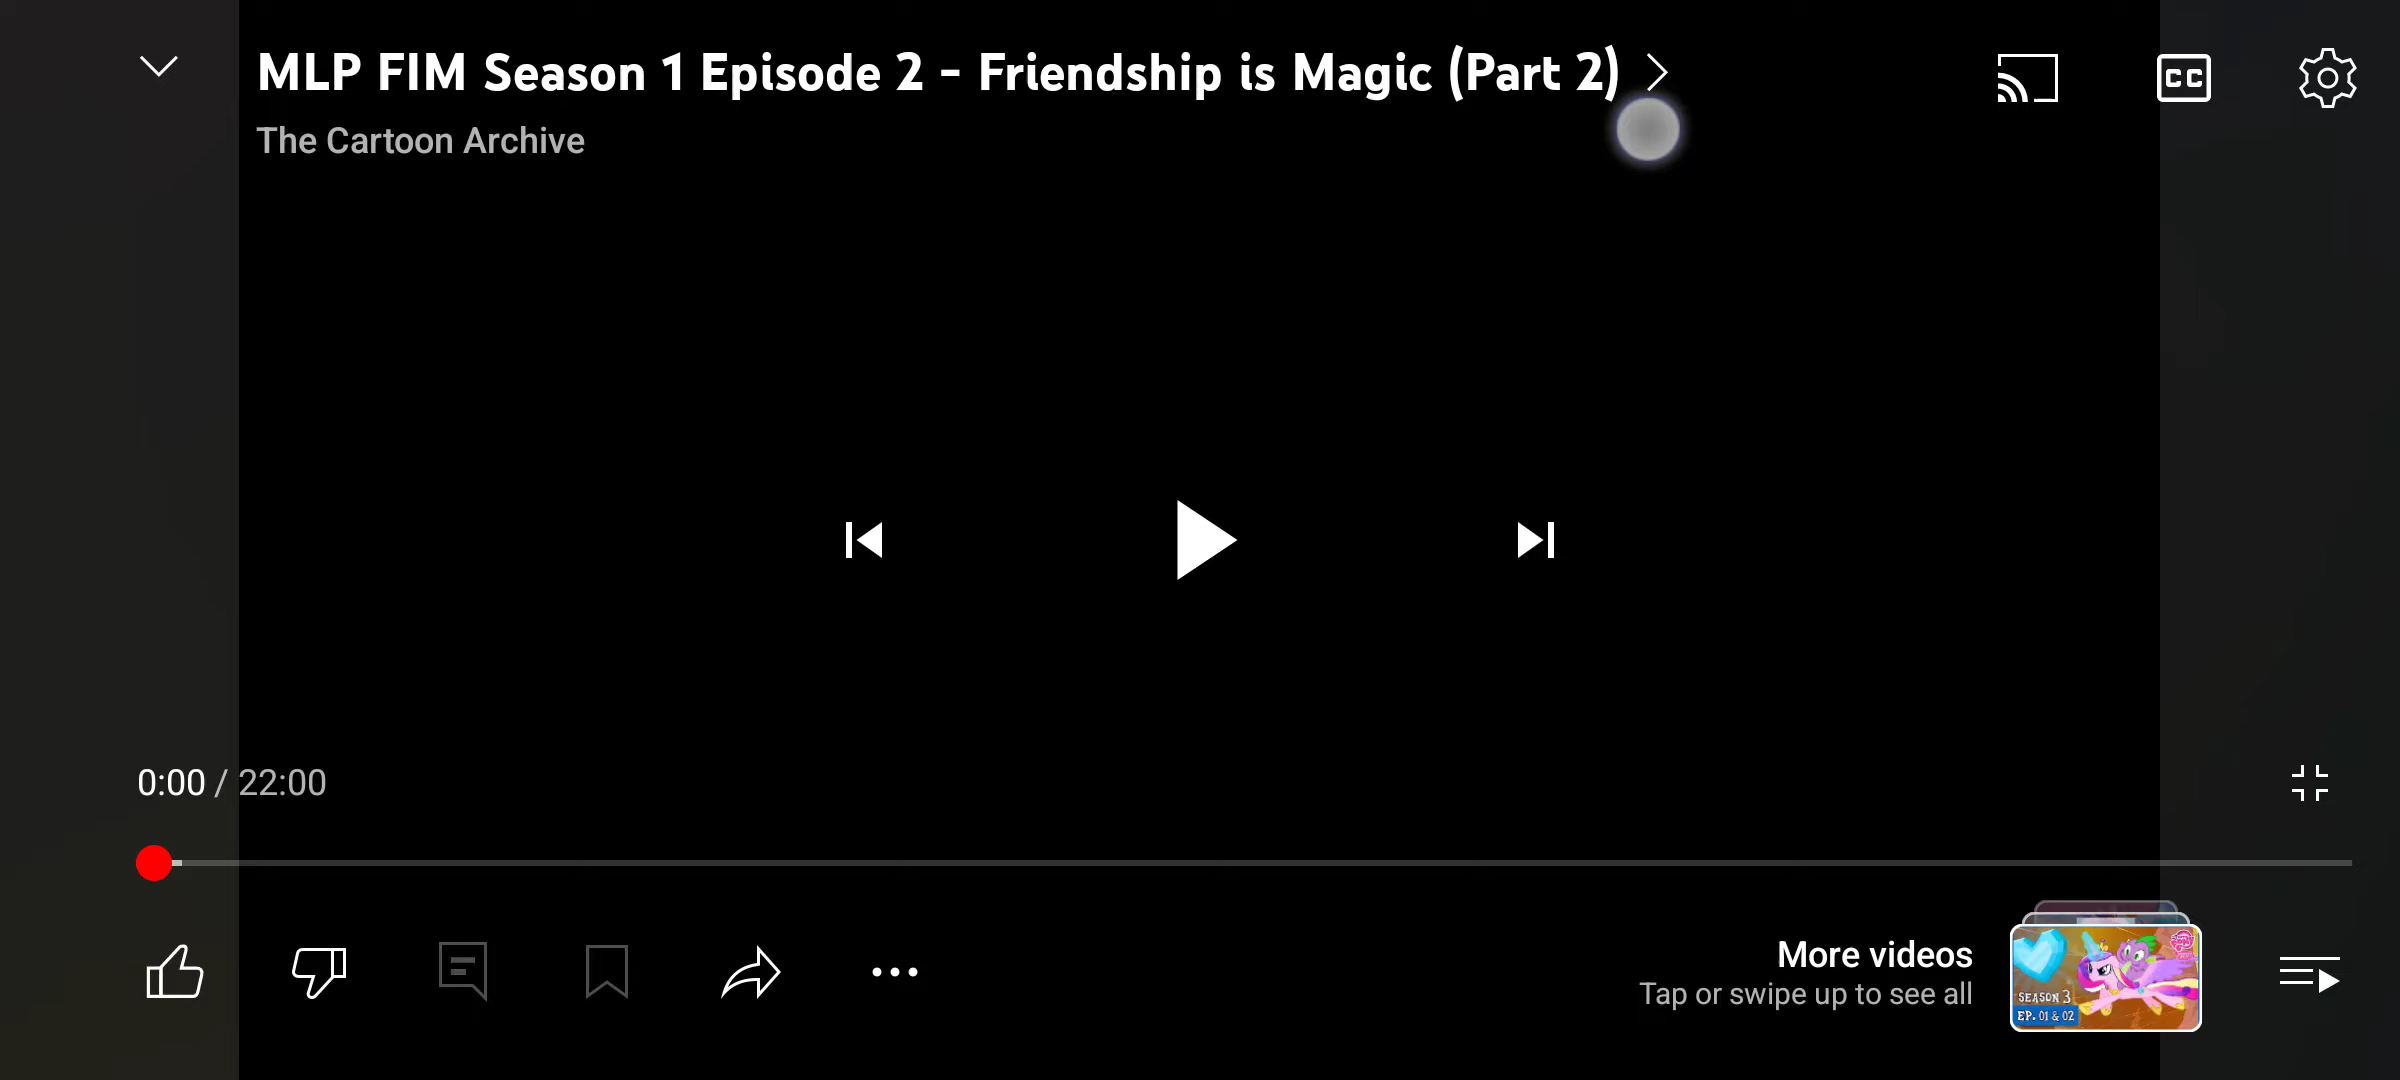 MLP FIM Season 1 Episode 2 - Friendship is Magic (Part 2)
The Cartoon Archive
CC
0:00 / 22:00
More videos
Tap or swipe up to see all
SEASON 3
EP. 01 & 02